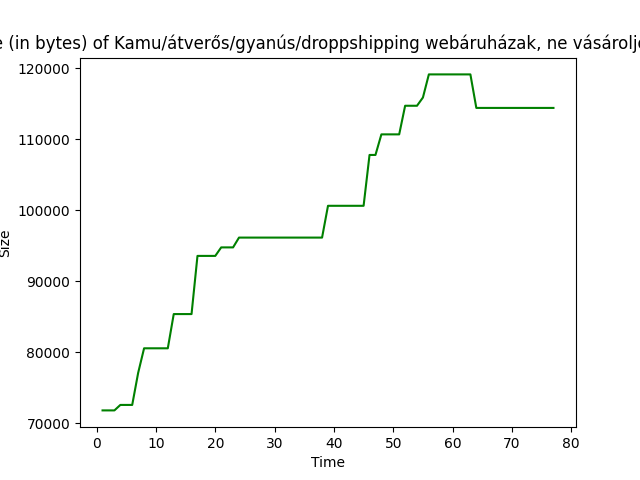 (in bytes) of Kamu/átverős/gyanús/droppshipping webáruházak, ne
120000
110000
100000
90000
80000
70000
Size
0 10 20 30 40 50 60 70 80
Time